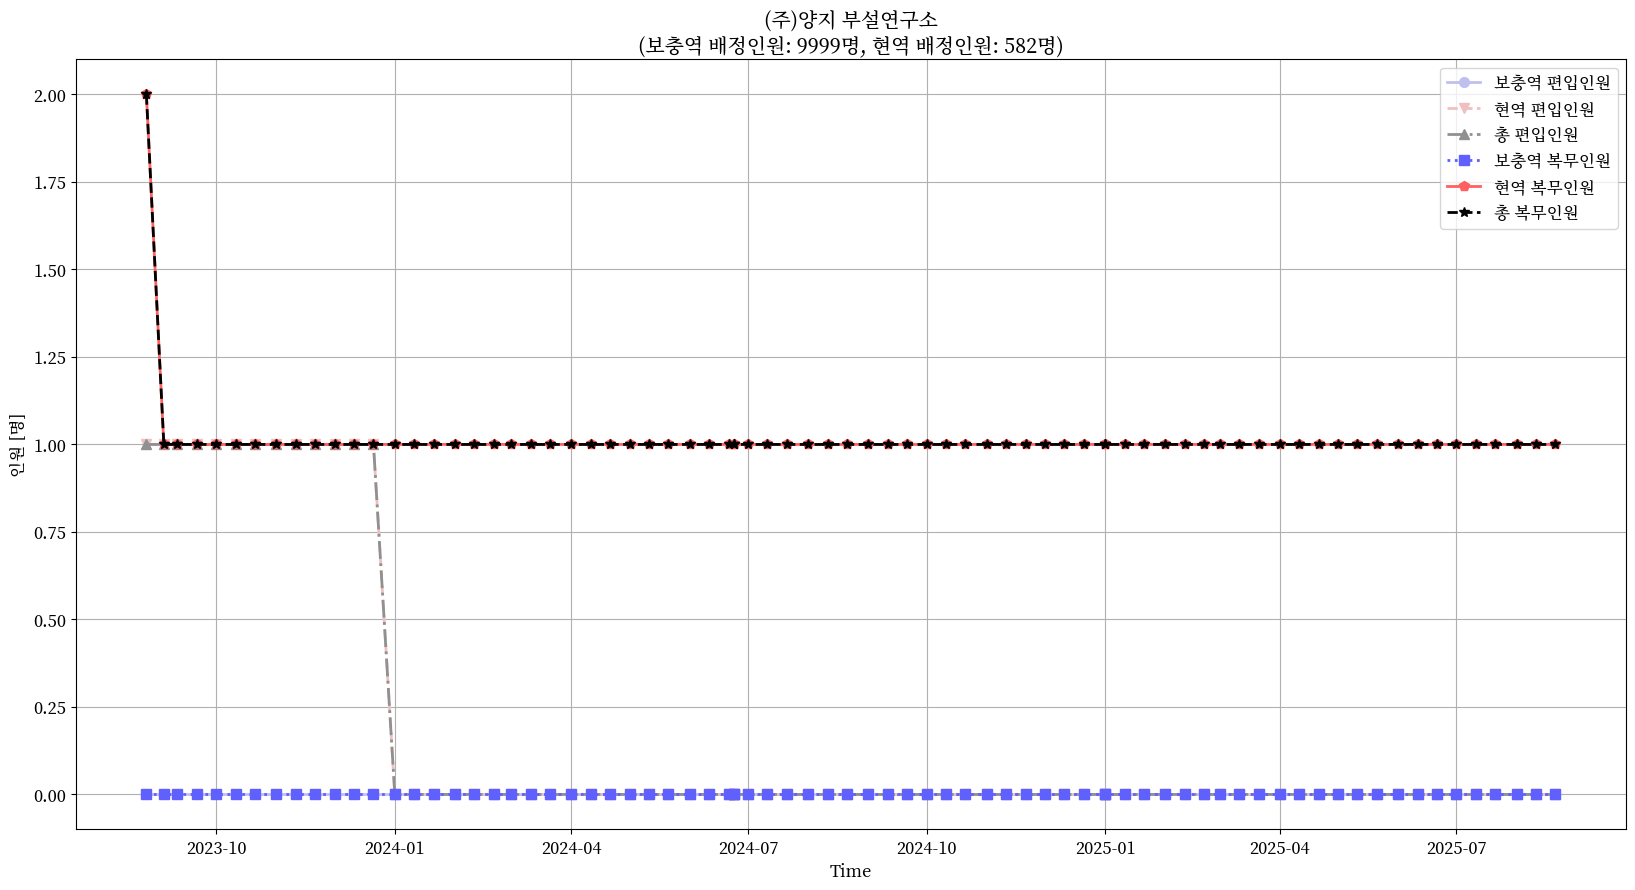 (주)양지 부설연구소
(보충역 배정인원: 9999명, 현역 배정인원: 582명)
보충역 편입인원
현역 편입인원
총 편입인원
보충역 복무인원
현역 복무인원
총 복무인원
인원 [명]
2.00
1.75
1.50
1.25
1.00
0.75
0.50
0.25
0.00
2023-10
2024-01
2024-04
2024-07
2024-10
2025-01
2025-04
2025-07
Time